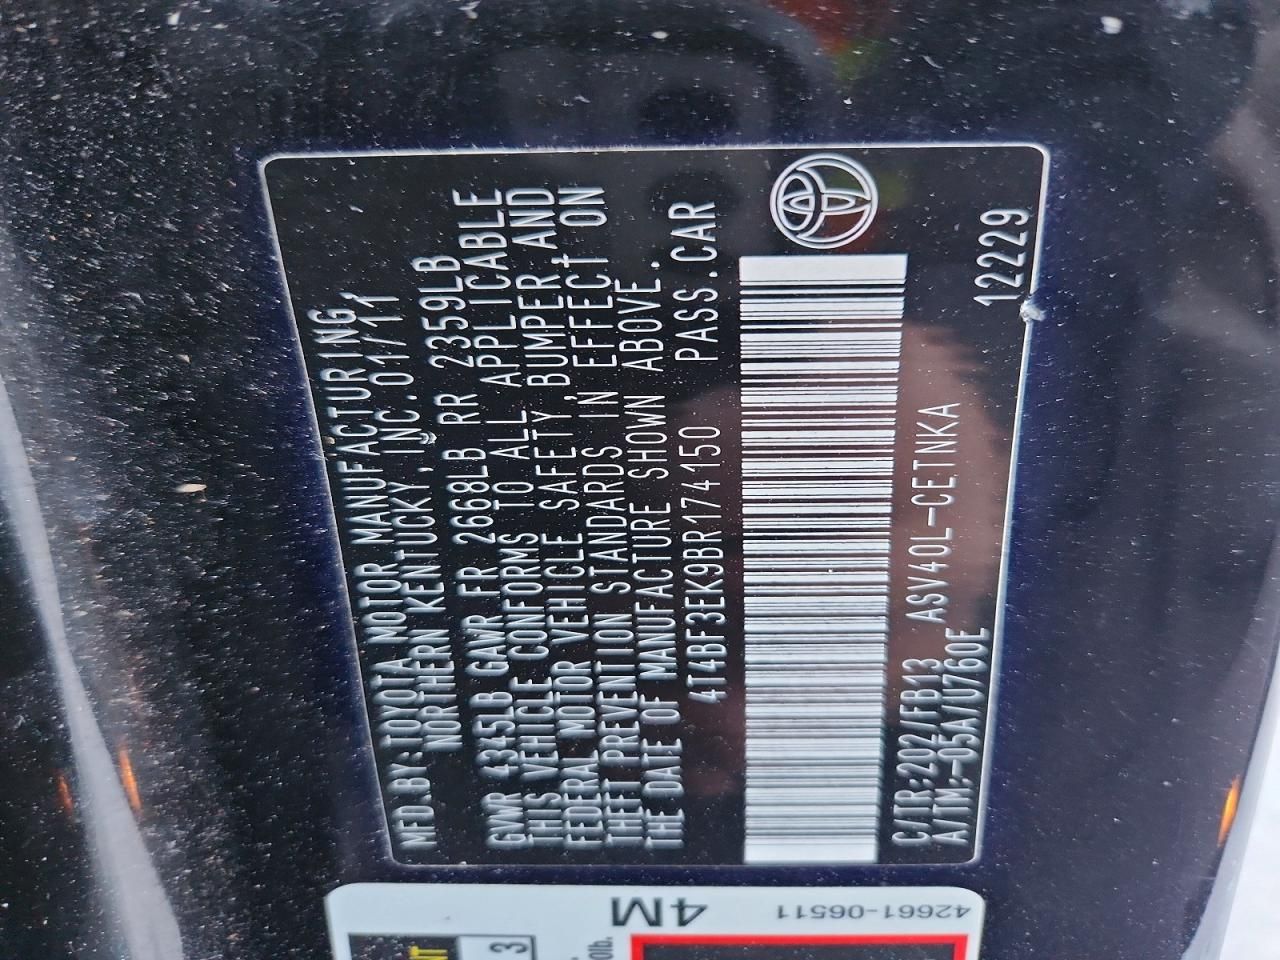 MFD.BY:TOYOTA MOTOR MANUFACTURING,
NORTHERN KENTUCKY,INC.01/11
GVWR 4345LB GAWR FR 2668LB RR 2359LB
THIS VEHICLE CONFORMS TO ALL APPLICABLE
FEDERAL MOTOR VEHICLE SAFETY,BUMPER AND
THEFT PREVENTION STANDARDS IN EFFECT ON
THE DATE OF MANUFACTURE SHOWN ABOVE.
4T4BF3EK9BR174150 PASS.CAR
C/TR:202/FB13 ASV40L-CETNKA
A/TM:-05A/U760E 12229
4M
42661-06511
3